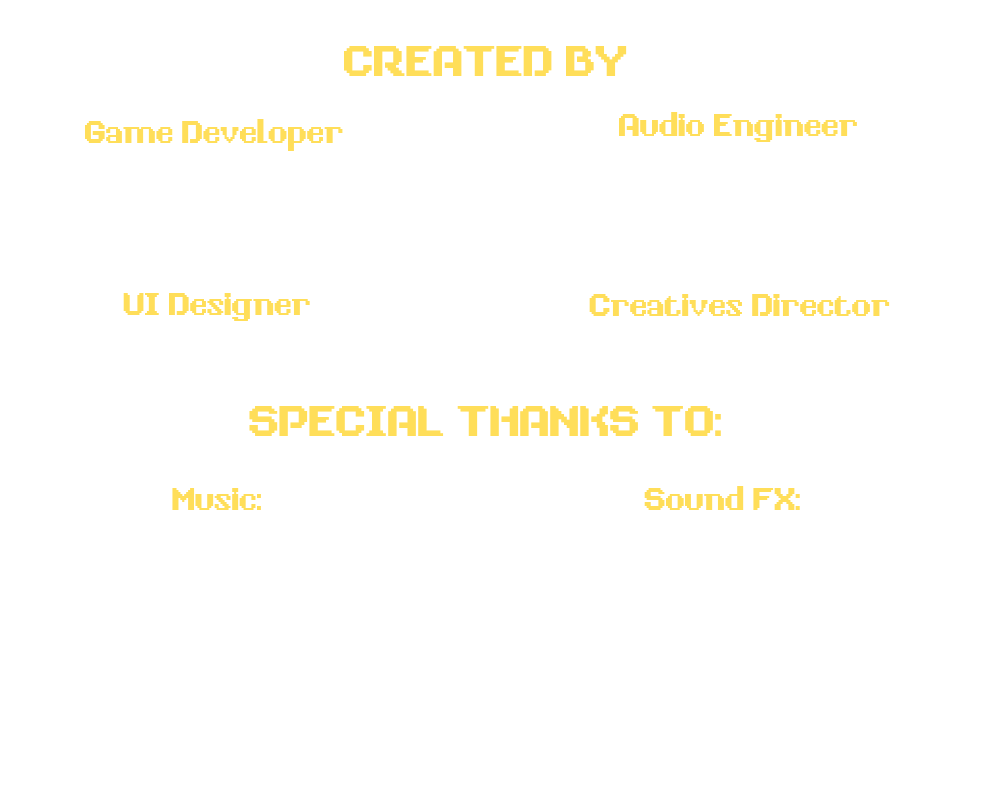 CREATED BY
Game Developer
Audio Engineer
UI Designer
Creatives Director
SPECIAL THANKS TO:
Music:
Sound FX: